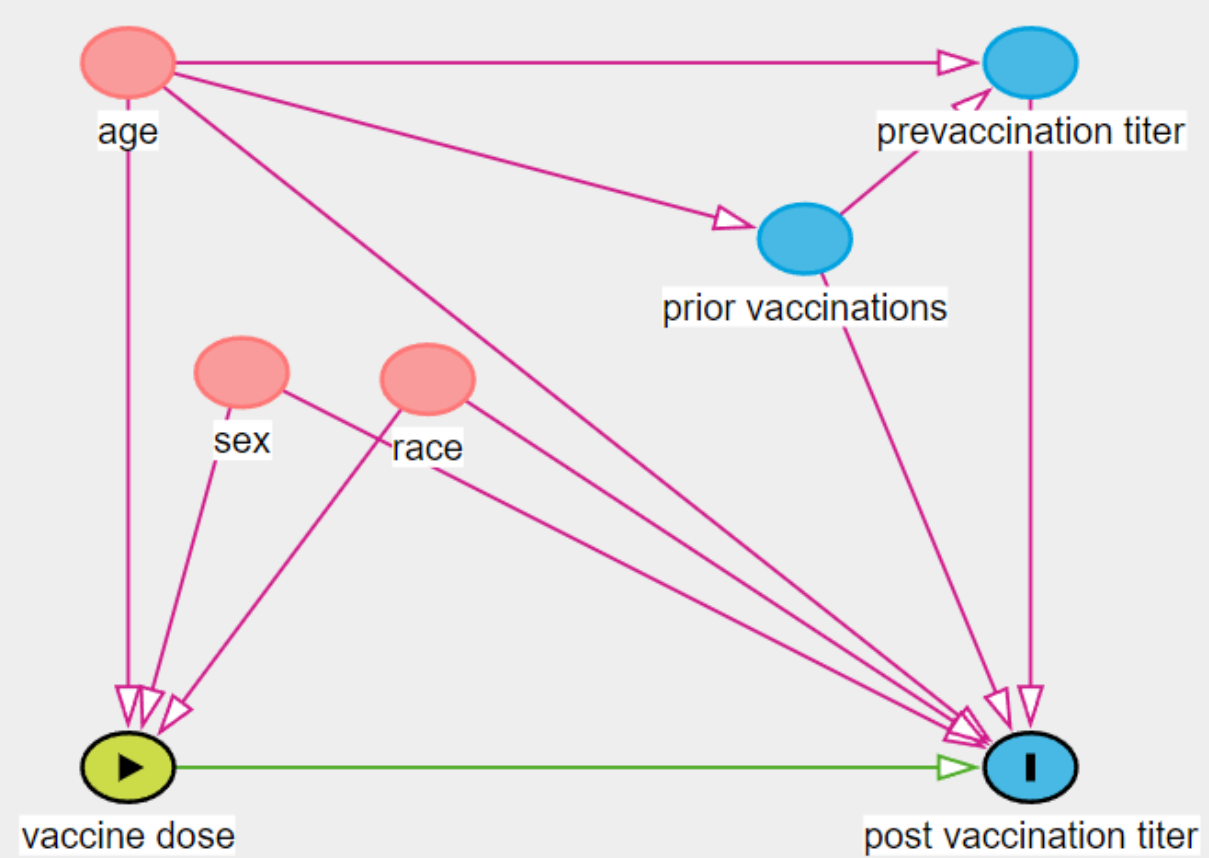 age
prevaccination titer
prior vaccinations
sex
race
vaccine dose
post vaccination titer